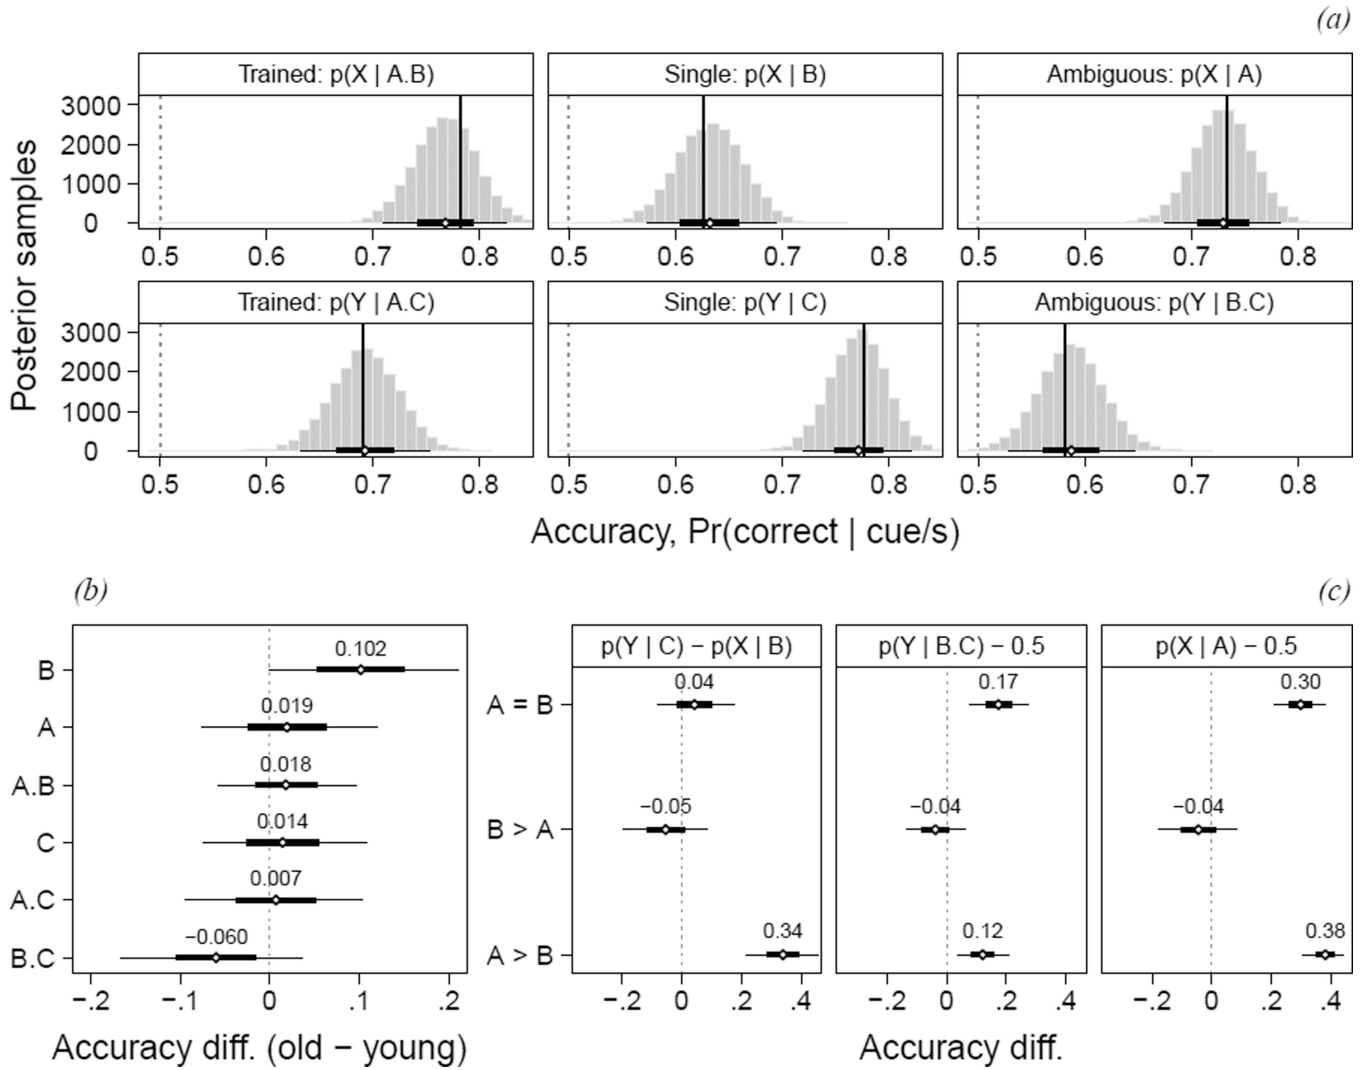 (a)
Trained: p(X | A.B)
Single: p(X | B)
Ambiguous: p(X | A)
3000
2000
1000
0
0.5 0.6 0.7 0.8
0.5 0.6 0.7 0.8
0.5 0.6 0.7 0.8
Trained: p(Y | A.C)
Single: p(Y | C)
Ambiguous: p(Y | B.C)
3000
2000
1000
0
0.5 0.6 0.7 0.8
0.5 0.6 0.7 0.8
0.5 0.6 0.7 0.8
Posterior samples
Accuracy, Pr(correct | cue/s)
(b)
B
0.102
A
0.019
A.B
0.018
C
0.014
A.C
0.007
B.C
−0.060
−.2 −.1 0 .1 .2
Accuracy diff. (old − young)
(c)
p(Y | C) − p(X | B)
p(Y | B.C) − 0.5
p(X | A) − 0.5
A = B
0.04
0.17
0.30
B > A
−0.05
−0.04
−0.04
A > B
0.34
0.12
0.38
−.2 0 .2 .4
−.2 0 .2 .4
−.2 0 .2 .4
Accuracy diff.